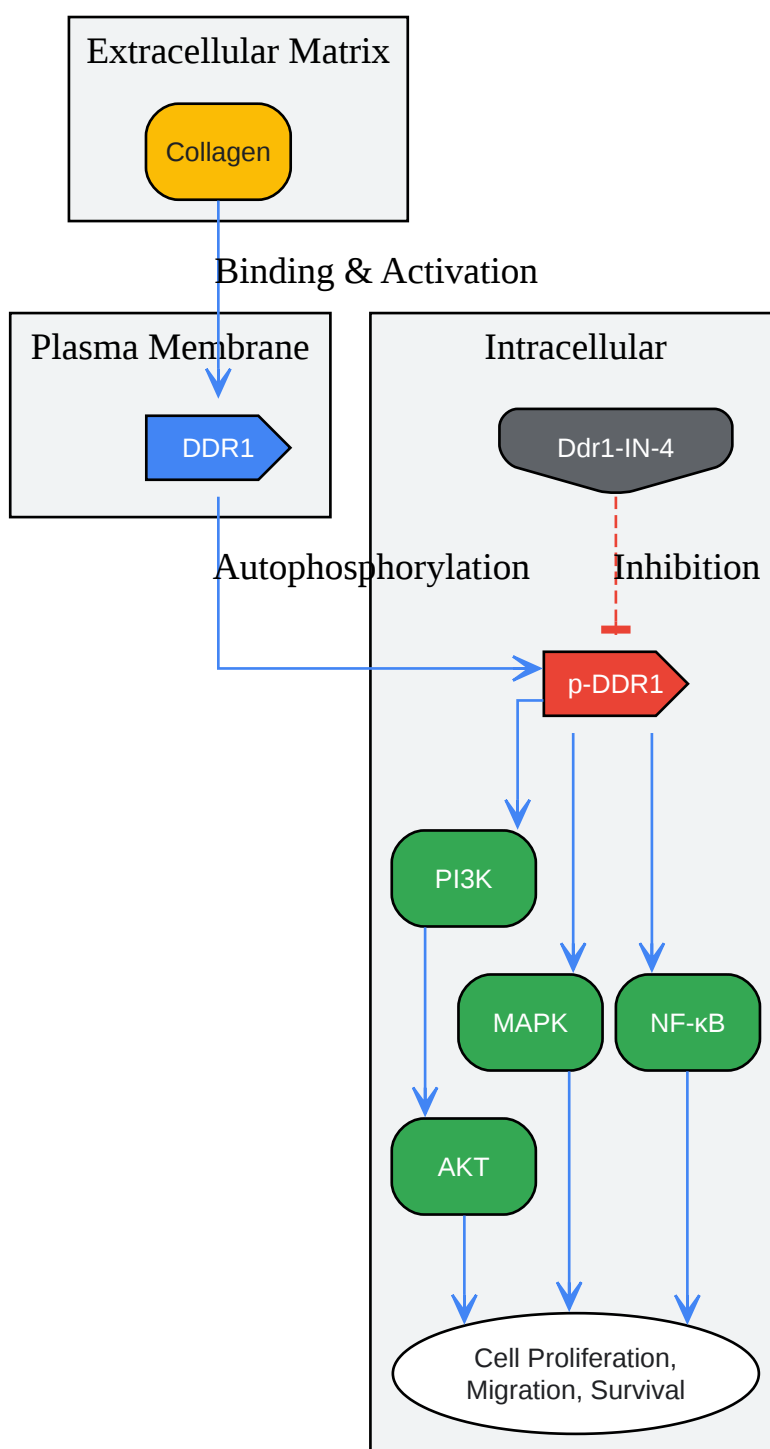 Extracellular Matrix
Collagen
Binding & Activation
Plasma Membrane
Intracellular
DDR1
Ddr1-IN-4
Autophosphorylation
Inhibition
p-DDR1
PI3K
MAPK
NF-κB
AKT
Cell Proliferation,
Migration, Survival